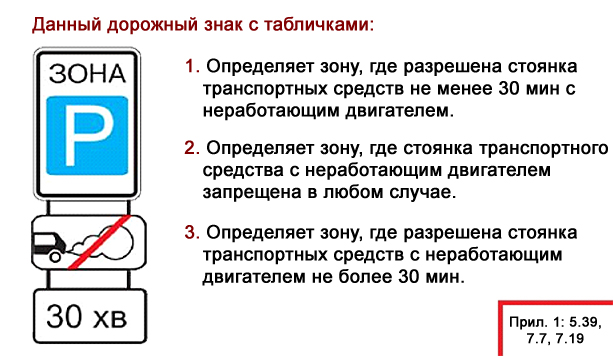 Данный дорожный знак с табличками:
ЗОНА
P
30 хв
1. Определяет зону, где разрешена стоянка
транспортных средств не менее 30 мин с
неработающим двигателем.
2. Определяет зону, где стоянка транспортного
средства с неработающим двигателем
запрещена в любом случае.
3. Определяет зону, где разрешена стоянка
транспортных средств с неработающим
двигателем не более 30 мин.
Прил. 1: 5.39,
7.7, 7.19